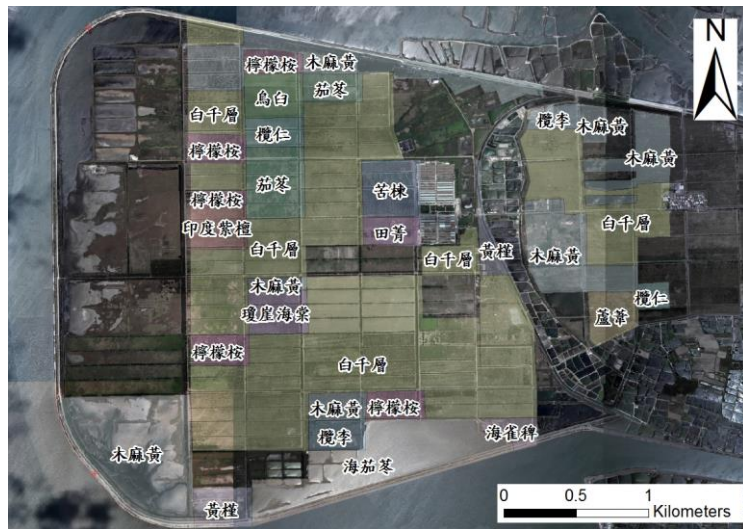 N
檸檬桉
木麻黃
烏臼
茄苳
白千層
欖仁
檸檬桉
欖李
木麻黃
木麻黃
檸檬桉
茄苳
苦楝
印度紫檀
田菁
白千層
白千層
白千層
黃槿
木麻黃
木麻黃
瓊崖海棠
欖仁
蘆葦
檸檬桉
白千層
木麻黃
檸檬桉
欖李
海雀稗
木麻黃
海茄苳
黃槿
0 0.5 1
Kilometers